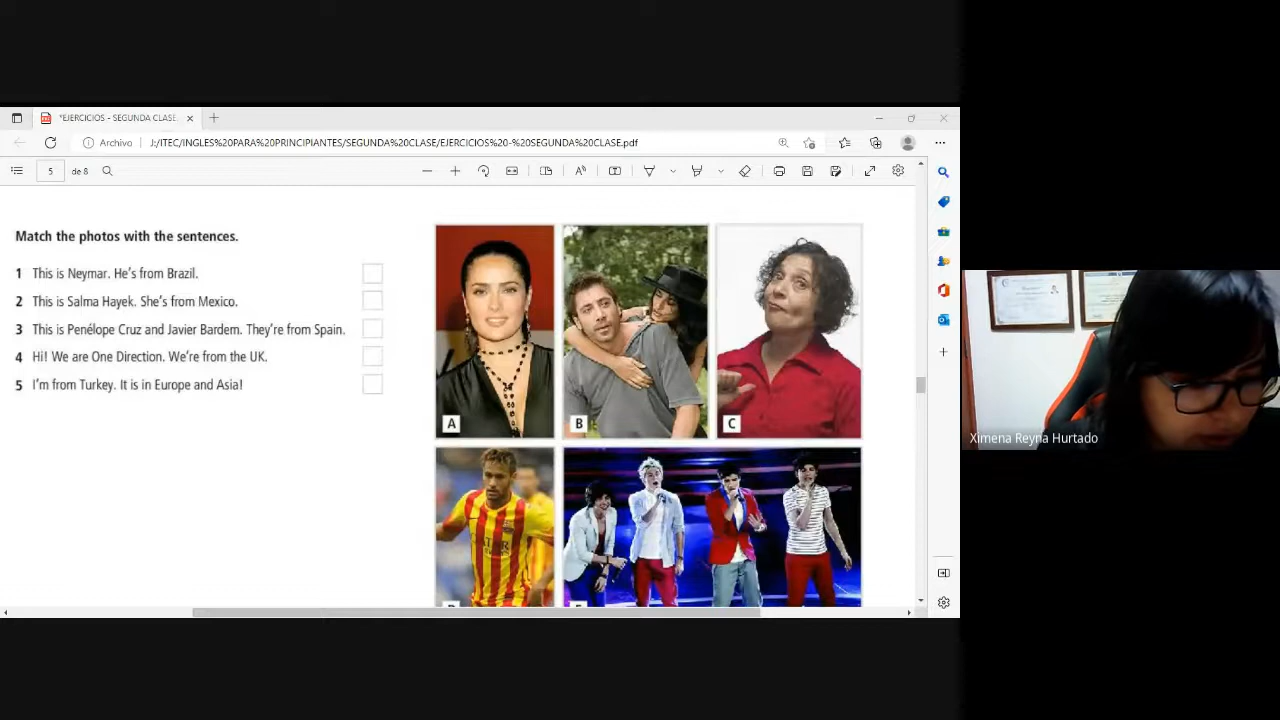 *EJERCICIOS - SEGUNDA CLASE.
Archivo J:/ITEC/INGLES%20PARA%20PRINCIPIANTES/SEGUNDA%20CLASE/EJERCICIOS%20-%20SEGUNDA%20CLASE.pdf
5 de 8
Match the photos with the sentences.
1 This is Neymar. He's from Brazil.
2 This is Salma Hayek. She's from Mexico.
3 This is Penélope Cruz and Javier Bardem. They're from Spain.
4 Hi! We are One Direction. We're from the UK.
5 I'm from Turkey. It is in Europe and Asia!
A
B
C
Ximena Reyna Hurtado